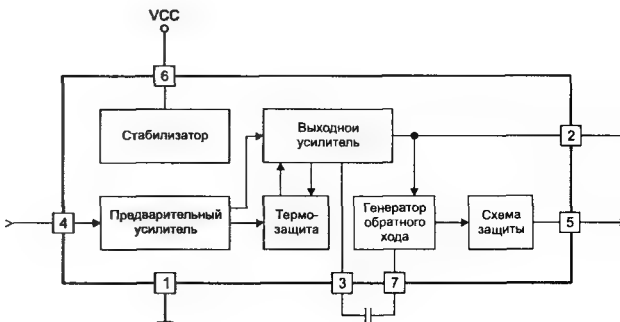 VCC
6
Стабилизатор
Выходной
усилитель
2
4
Предварительный
усилитель
Термо-
защита
Генератор
обратного
хода
Схема
защиты
5
1
3
7